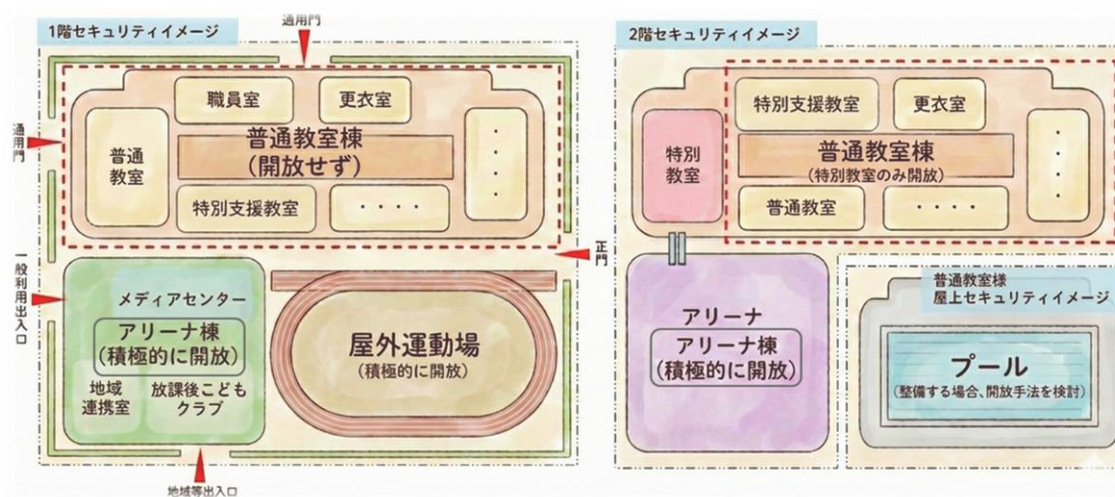 1階セキュリティイメージ
通用門
通用門
職員室
更衣室
普通
教室
普通教室棟
(開放せず)
・・・・
特別支援教室
・・・・
正門
一般利用出入口
メディアセンター
アリーナ棟
(積極的に開放)
地域
連携室
放課後こども
クラブ
屋外運動場
(積極的に開放)
地域等出入口
2階セキュリティイメージ
特別支援教室
更衣室
特別
教室
普通教室棟
(特別教室のみ開放)
・・・・
普通教室
・・・・
アリーナ
アリーナ棟
(積極的に開放)
普通教室様
屋上セキュリティイメージ
プール
(整備する場合、開放手法を検討)